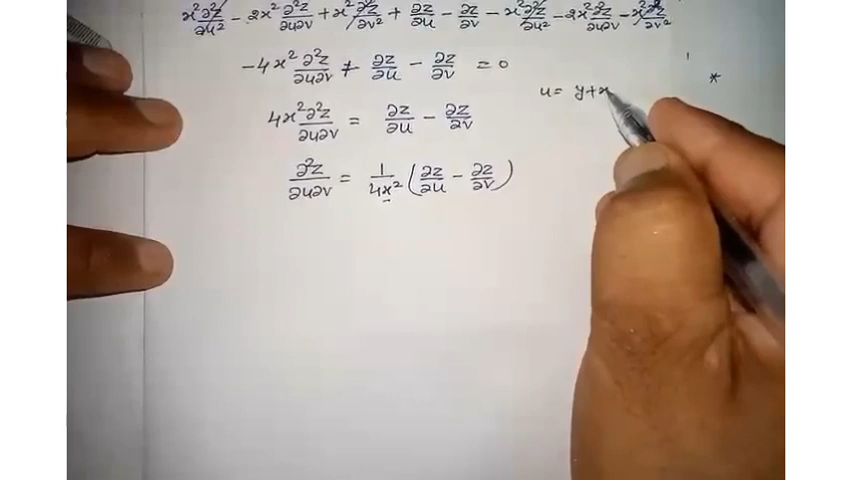 x² ∂²z/∂u² - 2x² ∂²z/∂u∂v + x² ∂²z/∂v² + ∂z/∂u - ∂z/∂v - x² ∂²z/∂u² - 2x² ∂²z/∂u∂v - x² ∂²z/∂v²
-4x² ∂²z/∂u∂v + ∂z/∂u - ∂z/∂v = 0
u = y+x
*
4x² ∂²z/∂u∂v = ∂z/∂u - ∂z/∂v
∂²z/∂u∂v = 1/4x² (∂z/∂u - ∂z/∂v)